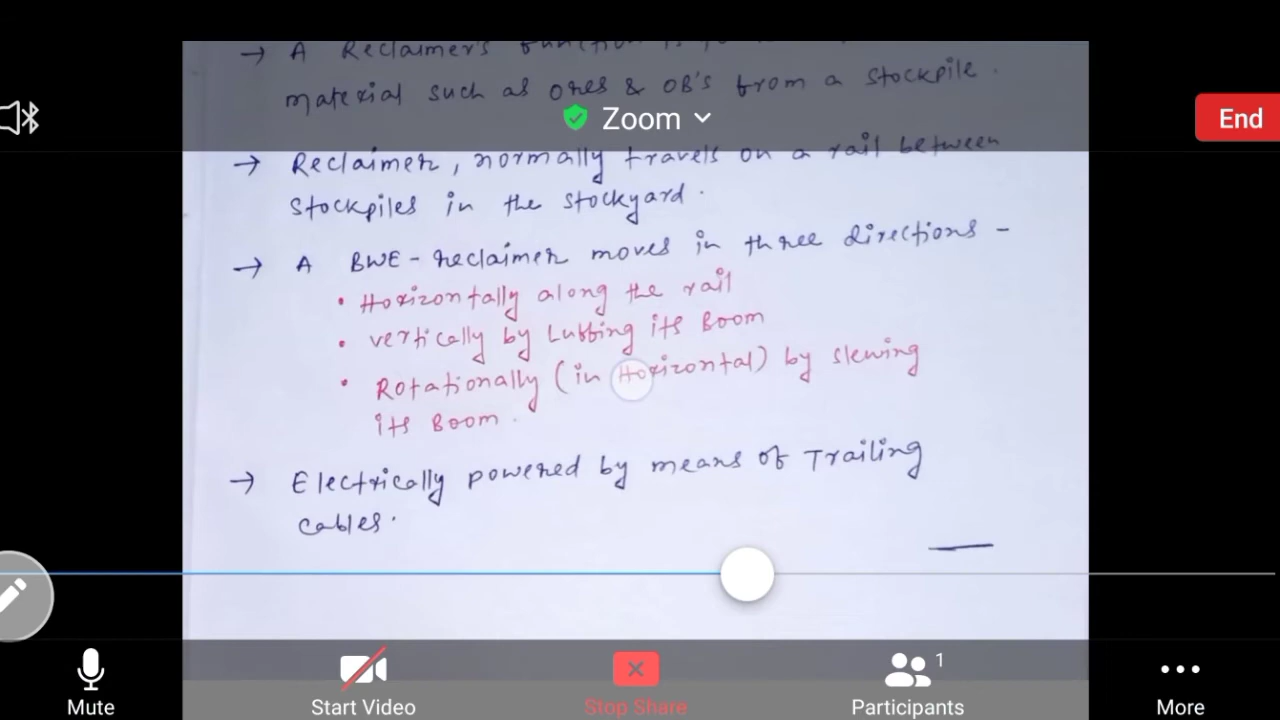 → A Reclaimer's function is
material such as ores & OB's from a stockpile.
Zoom
End
→ Reclaimer, normally travels on a rail between
stockpiles in the stockyard.
→ A BWE-reclaimer moves in three directions -
• Horizontally along the rail
• vertically by Luffing its Boom
• Rotationally (in Horizontal) by slewing
its Boom.
→ Electrically powered by means of Trailing
cables.
Mute
Start Video
Stop Share
Participants
1
More